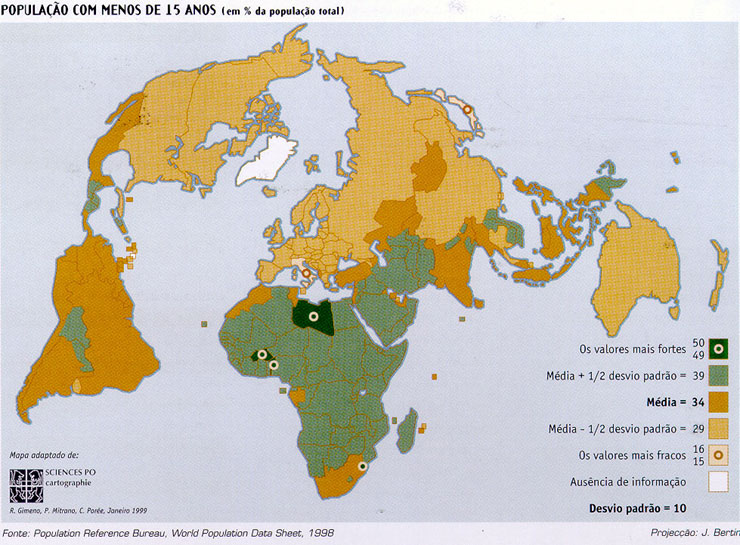 POPULAÇÃO COM MENOS DE 15 ANOS (em % da população total)
Os valores mais fortes 50
49
Média + 1/2 desvio padrão = 39
Média = 34
Média - 1/2 desvio padrão = 29
Os valores mais fracos 16
15
Ausência de informação
Desvio padrão = 10
Mapa adaptado de:
SCIENCES PO
cartographie
R. Gimeno, P. Mitrano, C. Porée, Janeiro 1999
Fonte: Population Reference Bureau, World Population Data Sheet, 1998
Projecção: J. Bertin